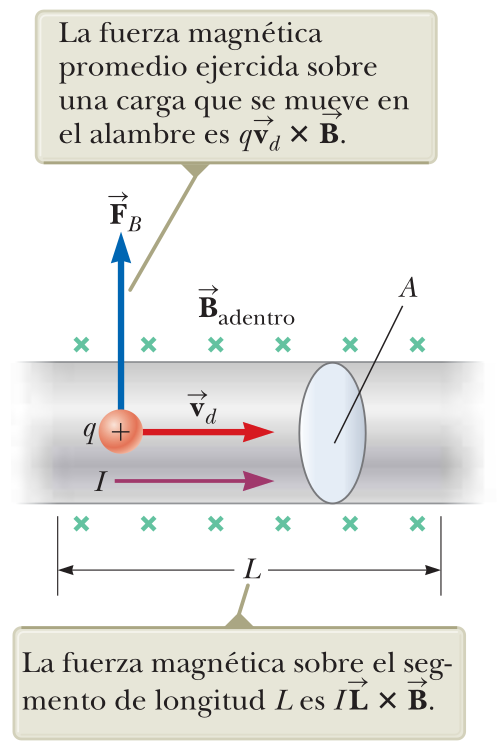 La fuerza magnética
promedio ejercida sobre
una carga que se mueve en
el alambre es $q\vec{\mathbf{v}}_d \times \vec{\mathbf{B}}$.
$\vec{\mathbf{F}}_B$
$\vec{\mathbf{B}}_{\text{adentro}}$
A
$\vec{\mathbf{v}}_d$
q +
I
L
La fuerza magnética sobre el seg-
mento de longitud L es $I\vec{\mathbf{L}} \times \vec{\mathbf{B}}$.